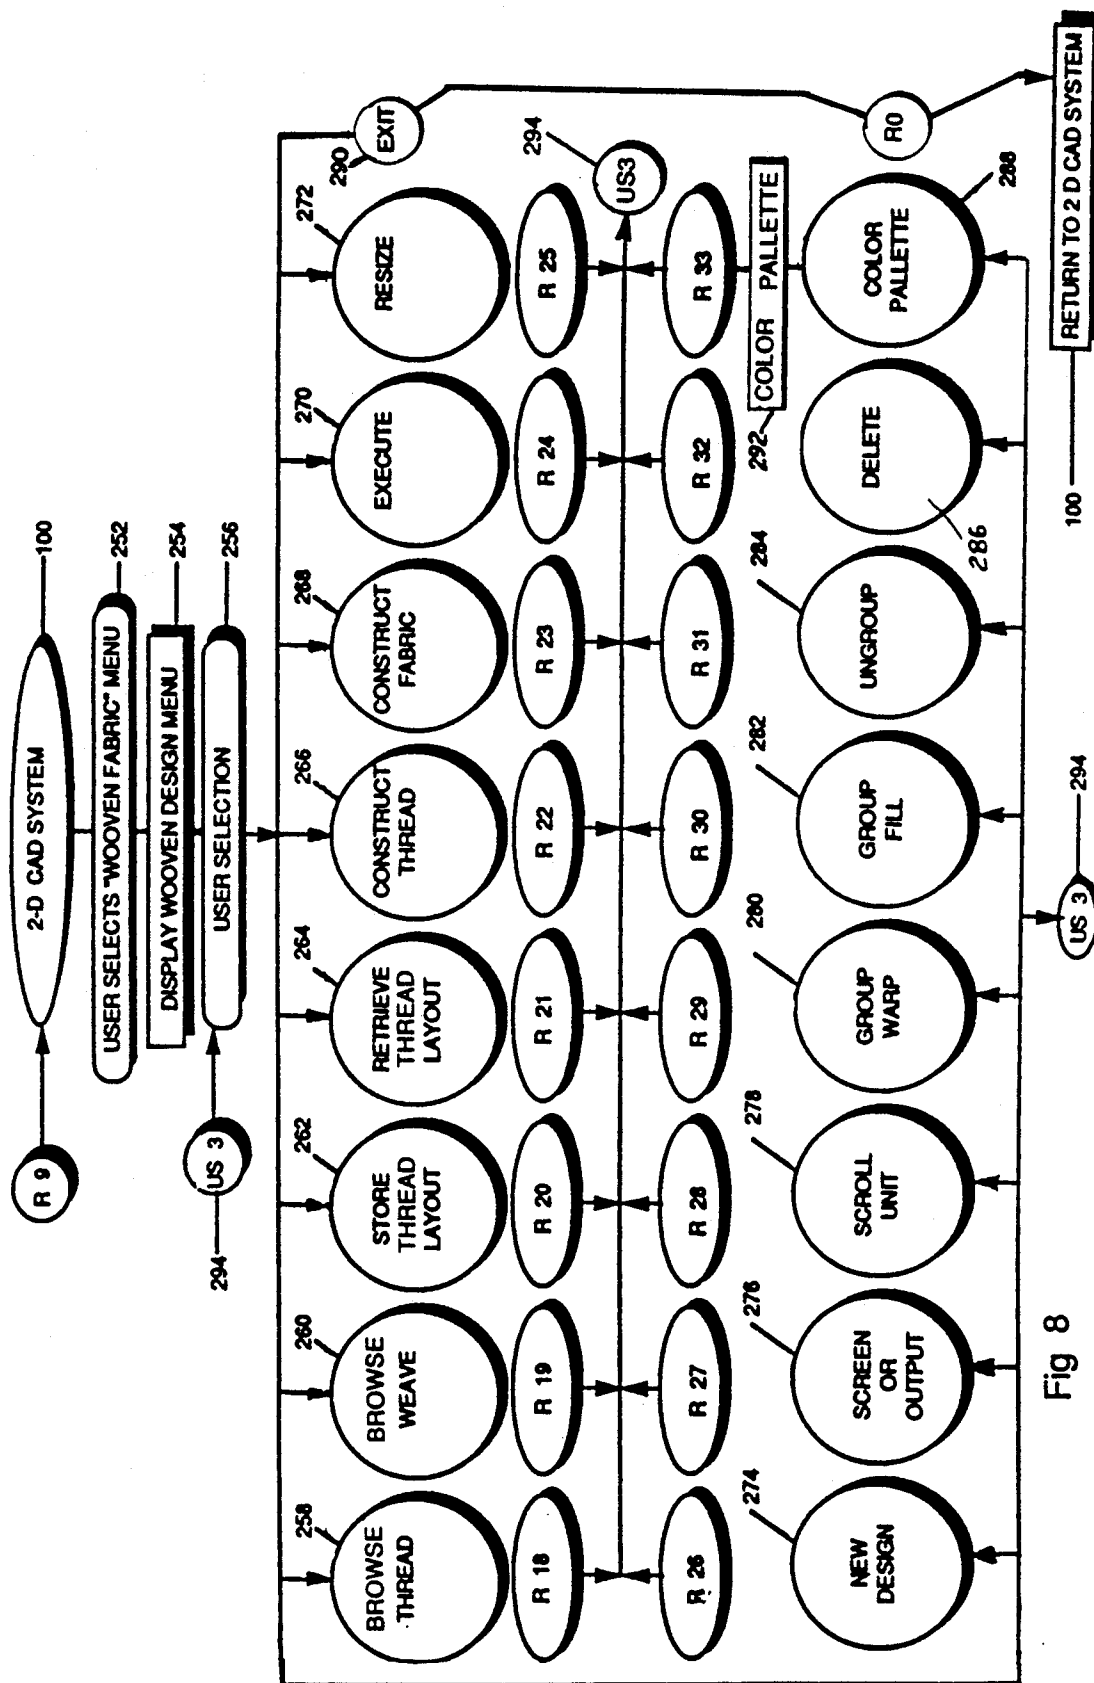 R 9
2-D CAD SYSTEM
100
USER SELECTS "WOOVEN FABRIC" MENU
252
DISPLAY WOOVEN DESIGN MENU
254
US 3
294
USER SELECTION
256
258
BROWSE
THREAD
260
BROWSE
WEAVE
262
STORE
THREAD
LAYOUT
264
RETRIEVE
THREAD
LAYOUT
266
CONSTRUCT
THREAD
268
CONSTRUCT
FABRIC
270
EXECUTE
272
RESIZE
290
EXIT
R 18
R 19
R 20
R 21
R 22
R 23
R 24
R 25
US3
294
R 26
R 27
R 28
R 29
R 30
R 31
R 32
R 33
292
COLOR PALETTE
274
NEW
DESIGN
276
SCREEN
OR
OUTPUT
278
SCROLL
UNIT
280
GROUP
WARP
282
GROUP
FILL
284
UNGROUP
DELETE
286
COLOR
PALLETTE
288
R0
US 3
294
100
RETURN TO 2 D CAD SYSTEM
Fig 8